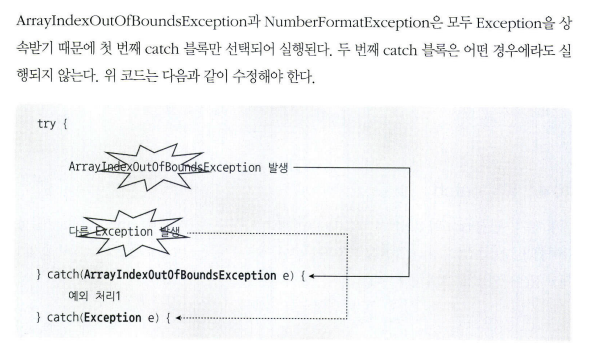 ArrayIndexOutOfBoundsException과 NumberFormatException은 모두 Exception을 상
속받기 때문에 첫 번째 catch 블록만 선택되어 실행된다. 두 번째 catch 블록은 어떤 경우에라도 실
행되지 않는다. 위 코드는 다음과 같이 수정해야 한다.
try {
ArrayIndexOutOfBoundsException 발생
다른 Exception 발생
} catch(ArrayIndexOutOfBoundsException e) {
예외 처리1
} catch(Exception e) {